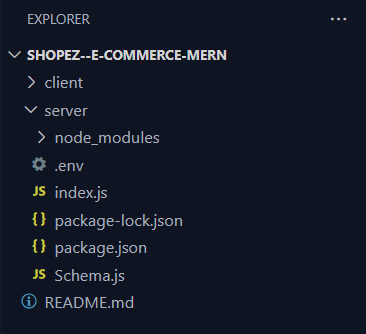 EXPLORER
SHOPEZ--E-COMMERCE-MERN
client
server
node_modules
.env
JS index.js
{} package-lock.json
{} package.json
JS Schema.js
README.md